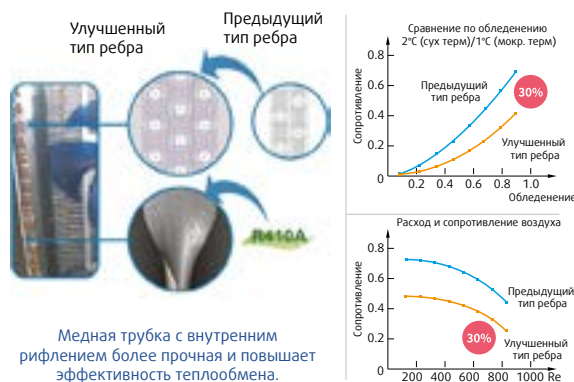 Улучшенный
тип ребра
Предыдущий
тип ребра
R410A
Медная трубка с внутренним
рифлением более прочная и повышает
эффективность теплообмена.
Сравнение по обледенению
2°C (сух терм)/1°C (мокр. терм)
Сопротивление
0.8
0.6
0.4
0.2
0
Предыдущий
тип ребра
30%
Улучшенный
тип ребра
0.2 0.4 0.6 0.8 1.0
Обледенение
Расход и сопротивление воздуха
Сопротивление
0.8
0.6
0.4
0.2
0
Предыдущий
тип ребра
30%
Улучшенный
тип ребра
200 400 600 800 1000 Re